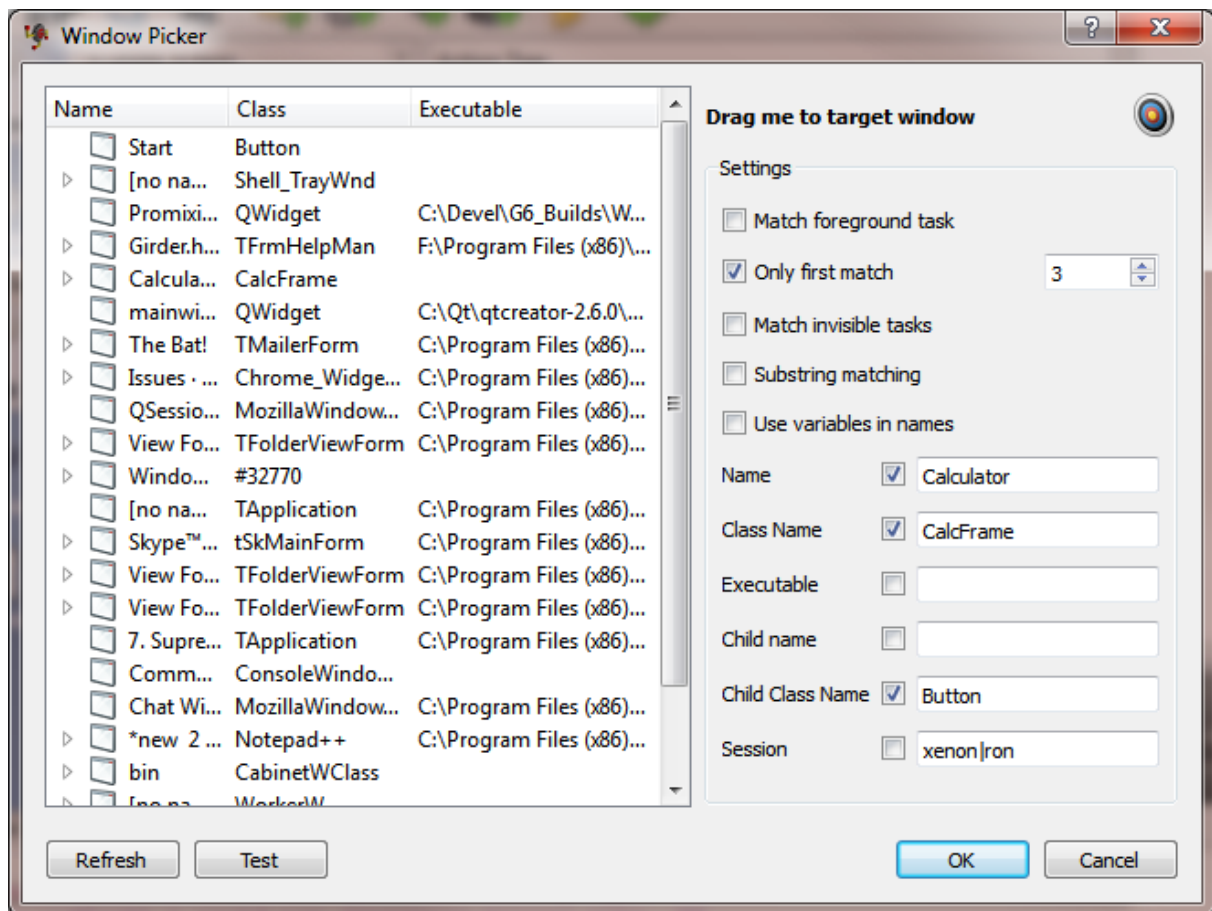 Window Picker
Name Class Executable
Start Button
[no na... Shell_TrayWnd
Promixi... QWidget C:\Devel\G6_Builds\W...
Girder.h... TFrmHelpMan F:\Program Files (x86)\...
Calcula... CalcFrame
mainwi... QWidget C:\Qt\qtcreator-2.6.0\...
The Bat! TMailerForm C:\Program Files (x86)...
Issues · ... Chrome_Widge... C:\Program Files (x86)...
QSessio... MozillaWindow... C:\Program Files (x86)...
View Fo... TFolderViewForm C:\Program Files (x86)...
Windo... #32770
[no na... TApplication C:\Program Files (x86)...
Skype™... tSkMainForm C:\Program Files (x86)...
View Fo... TFolderViewForm C:\Program Files (x86)...
View Fo... TFolderViewForm C:\Program Files (x86)...
7. Supre... TApplication C:\Program Files (x86)...
Comm... ConsoleWindo...
Chat Wi... MozillaWindow... C:\Program Files (x86)...
*new 2 ... Notepad++ C:\Program Files (x86)...
bin CabinetWClass
[no na... WorkerW
Drag me to target window
Settings
Match foreground task
Only first match 3
Match invisible tasks
Substring matching
Use variables in names
Name Calculator
Class Name CalcFrame
Executable
Child name
Child Class Name Button
Session xenon|ron
Refresh Test OK Cancel